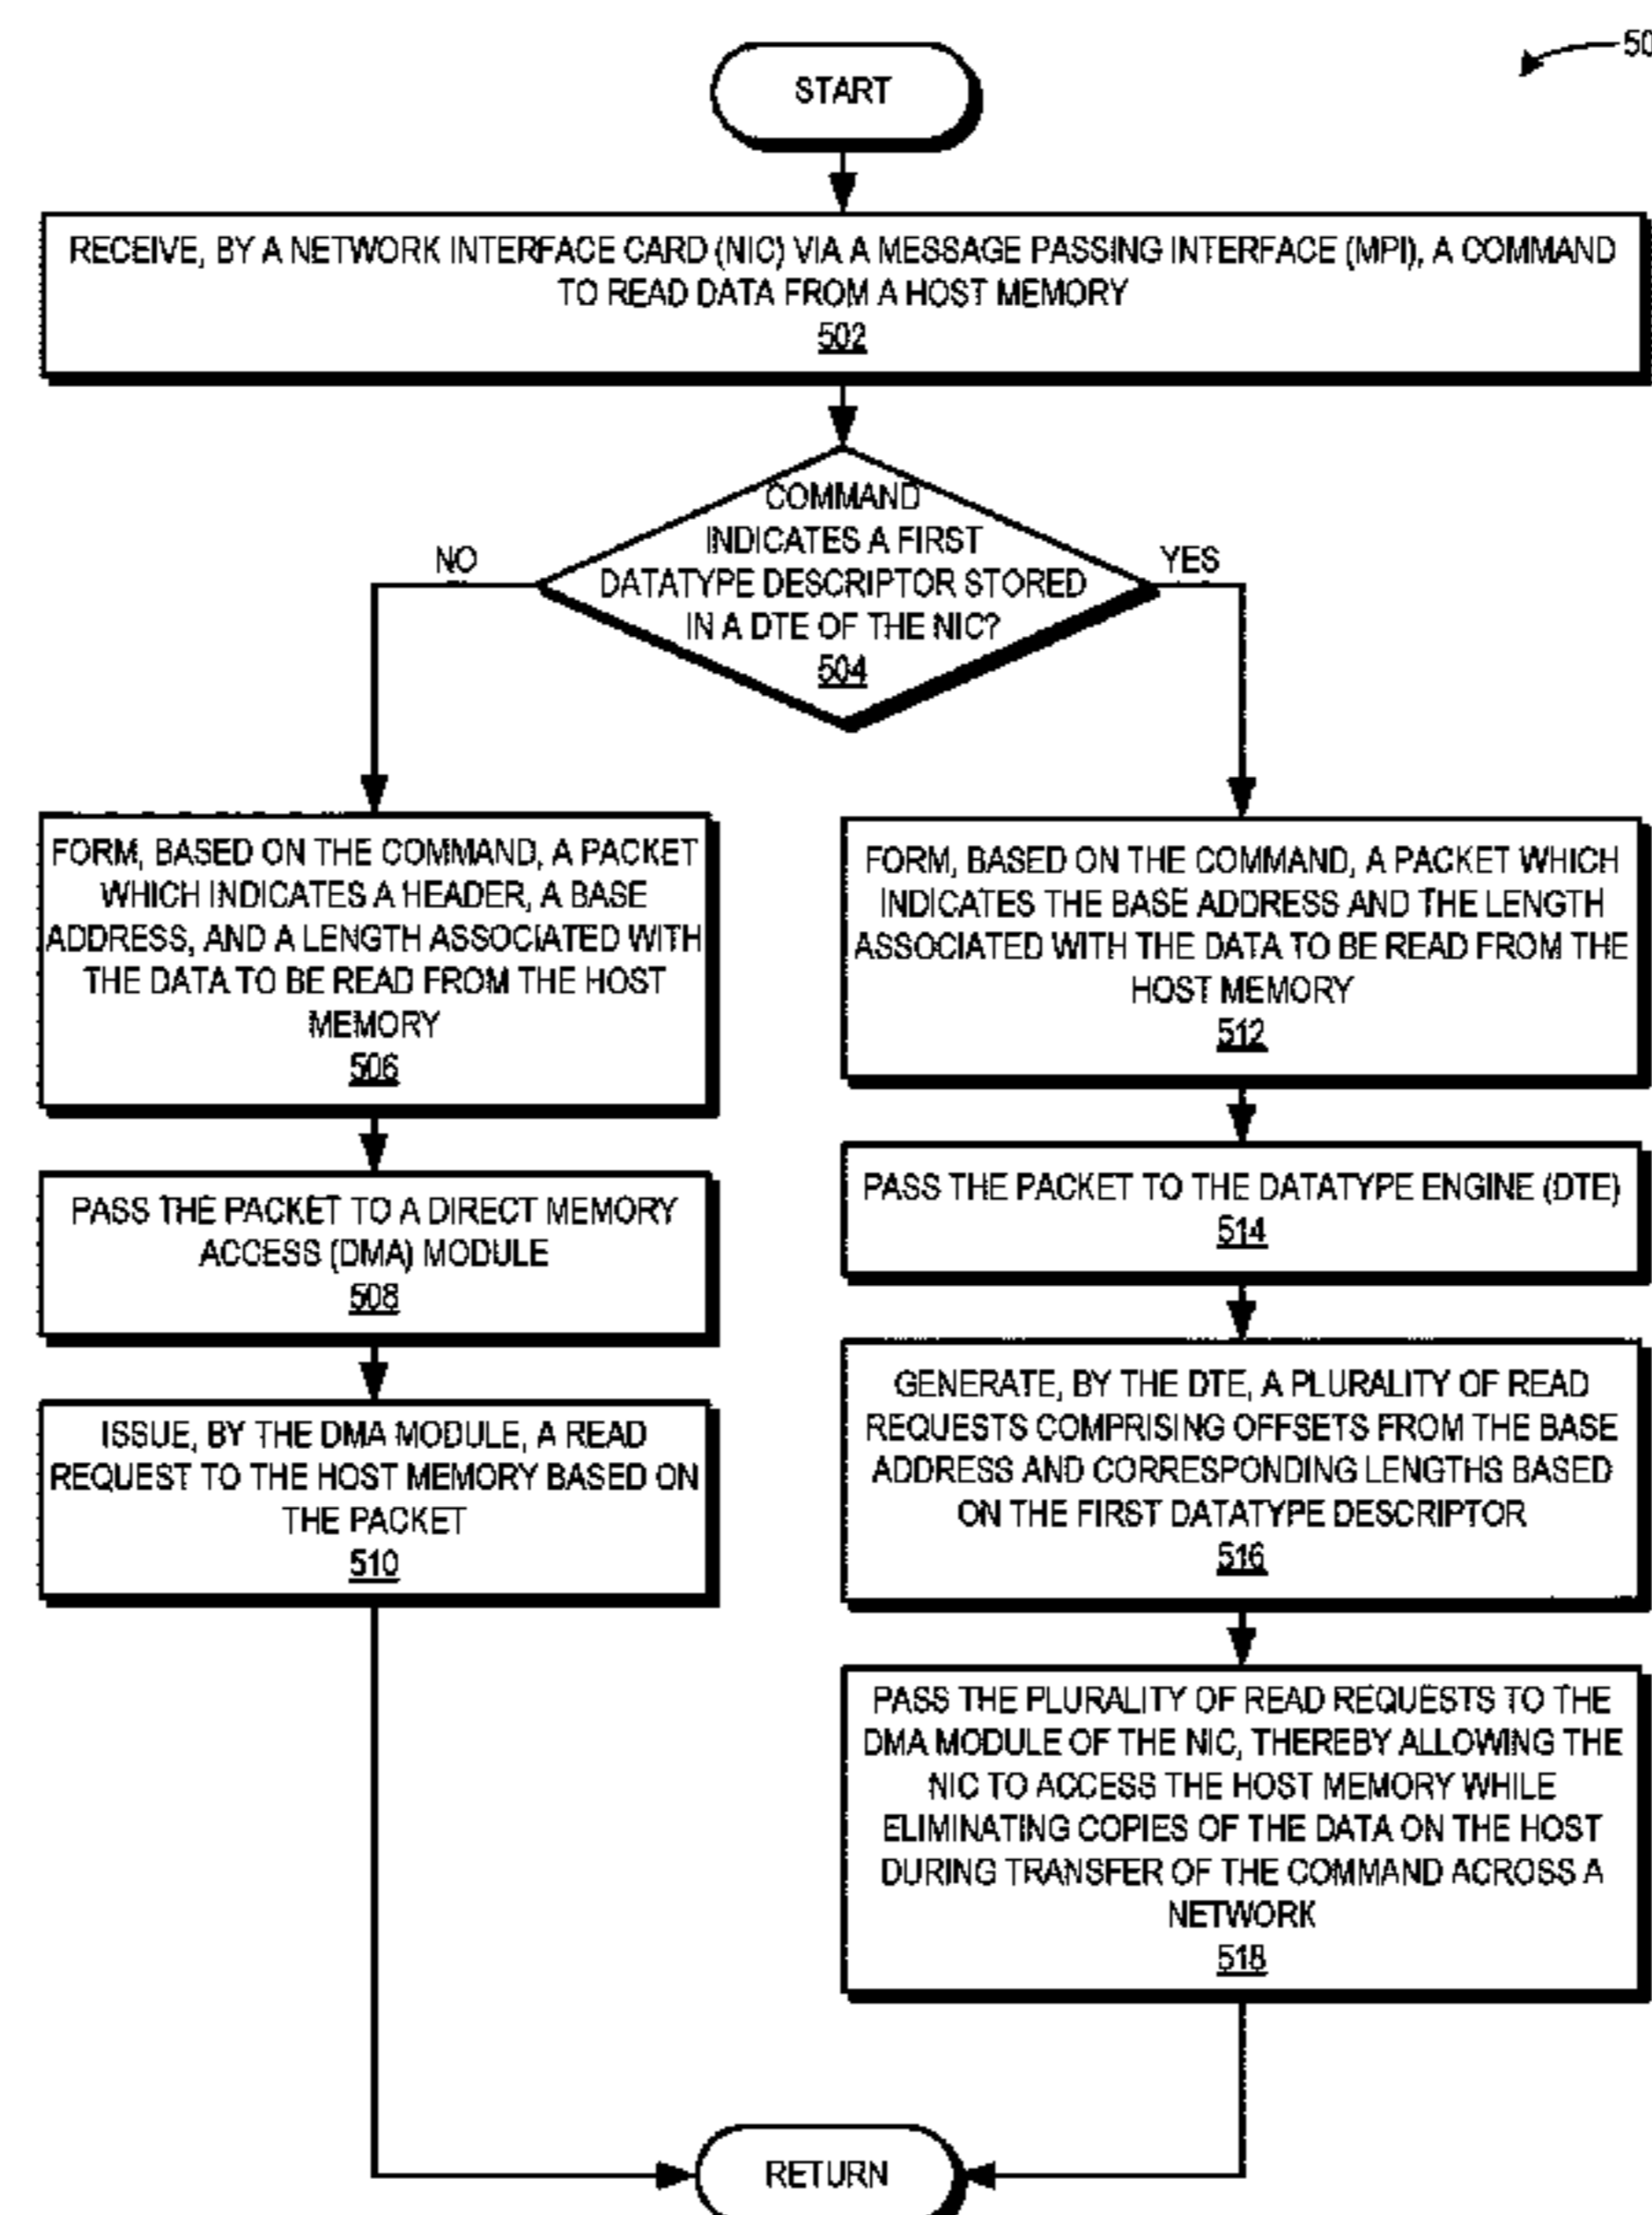 50
START
RECEIVE, BY A NETWORK INTERFACE CARD (NIC) VIA A MESSAGE PASSING INTERFACE (MPI), A COMMAND
TO READ DATA FROM A HOST MEMORY
502
COMMAND
INDICATES A FIRST
DATATYPE DESCRIPTOR STORED
IN A DTE OF THE NIC?
504
NO
YES
FORM, BASED ON THE COMMAND, A PACKET
WHICH INDICATES A HEADER, A BASE
ADDRESS, AND A LENGTH ASSOCIATED WITH
THE DATA TO BE READ FROM THE HOST
MEMORY
506
PASS THE PACKET TO A DIRECT MEMORY
ACCESS (DMA) MODULE
508
ISSUE, BY THE DMA MODULE, A READ
REQUEST TO THE HOST MEMORY BASED ON
THE PACKET
510
FORM, BASED ON THE COMMAND, A PACKET WHICH
INDICATES THE BASE ADDRESS AND THE LENGTH
ASSOCIATED WITH THE DATA TO BE READ FROM THE
HOST MEMORY
512
PASS THE PACKET TO THE DATATYPE ENGINE (DTE)
514
GENERATE, BY THE DTE, A PLURALITY OF READ
REQUESTS COMPRISING OFFSETS FROM THE BASE
ADDRESS AND CORRESPONDING LENGTHS BASED
ON THE FIRST DATATYPE DESCRIPTOR
516
PASS THE PLURALITY OF READ REQUESTS TO THE
DMA MODULE OF THE NIC, THEREBY ALLOWING THE
NIC TO ACCESS THE HOST MEMORY WHILE
ELIMINATING COPIES OF THE DATA ON THE HOST
DURING TRANSFER OF THE COMMAND ACROSS A
NETWORK
518
RETURN